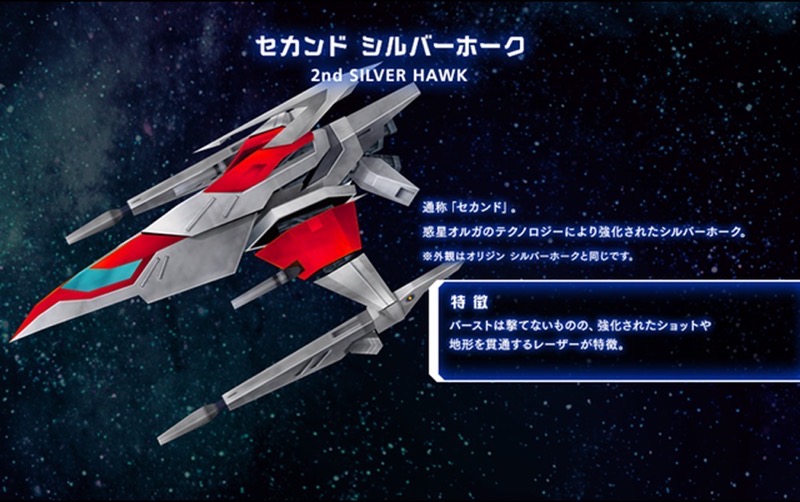 セカンド シルバーホーク
2nd SILVER HAWK
通称「セカンド」。
惑星オルガのテクノロジーにより強化されたシルバーホーク。
※外観はオリジン シルバーホークと同じです。
特徴
バーストは撃てないものの、強化されたショットや
地形を貫通するレーザーが特徴。